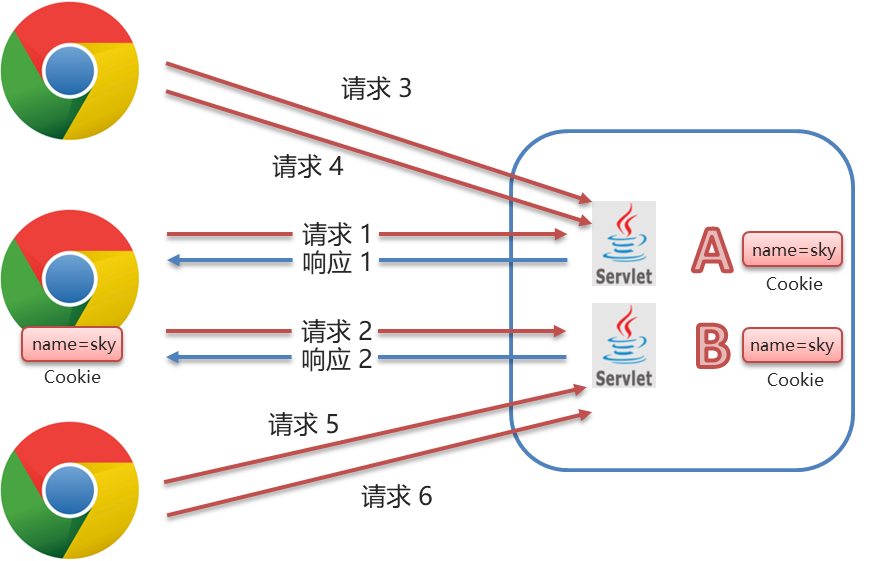 请求 3
请求 4
请求 1
响应 1
Servlet
A
name=sky
Cookie
请求 2
响应 2
Servlet
B
name=sky
Cookie
name=sky
Cookie
请求 5
请求 6